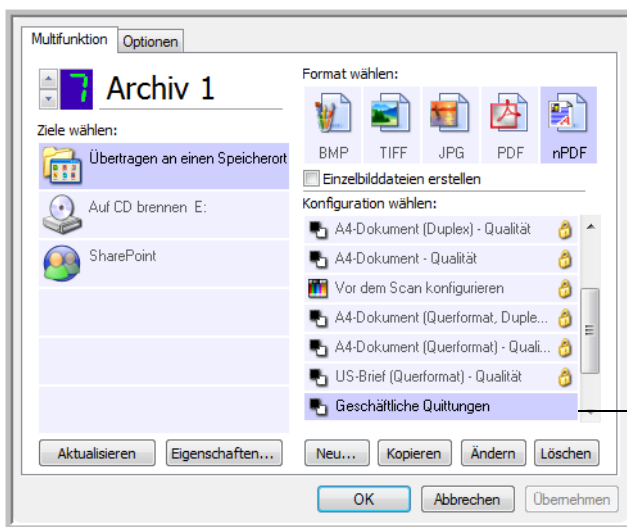 Multifunktion
Optionen
7
Archiv 1
Ziele wählen:
Übertragen an einen Speicherort
Auf CD brennen E:
SharePoint
Format wählen:
BMP TIFF JPG PDF nPDF
Einzelbilddateien erstellen
Konfiguration wählen:
A4-Dokument (Duplex) - Qualität
A4-Dokument - Qualität
Vor dem Scan konfigurieren
A4-Dokument (Querformat, Duple...
A4-Dokument (Querformat) - Quali...
US-Brief (Querformat) - Qualität
Geschäftliche Quittungen
Aktualisieren Eigenschaften... Neu... Kopieren Ändern Löschen
OK Abbrechen Übernehmen